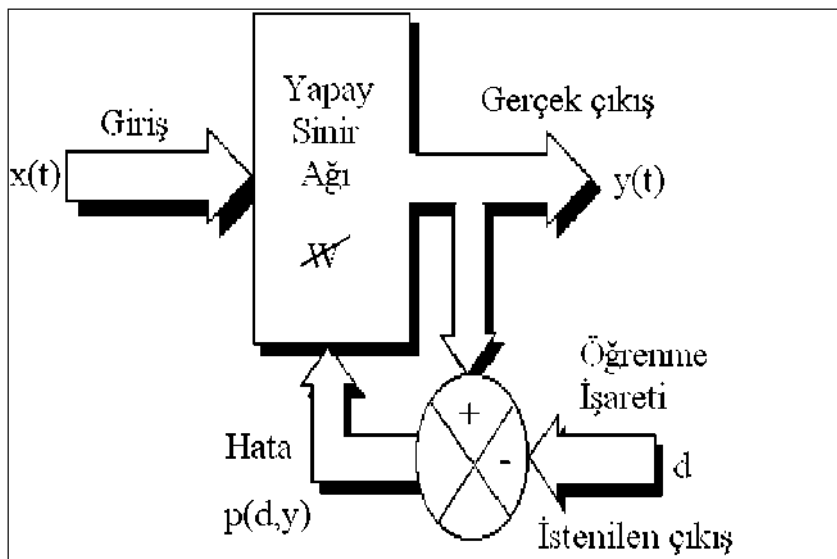 Yapay
Sinir
Ağı
W
Giriş
x(t)
Gerçek çıkış
y(t)
Öğrenme
İşareti
+
-
d
İstenilen çıkış
Hata
p(d,y)